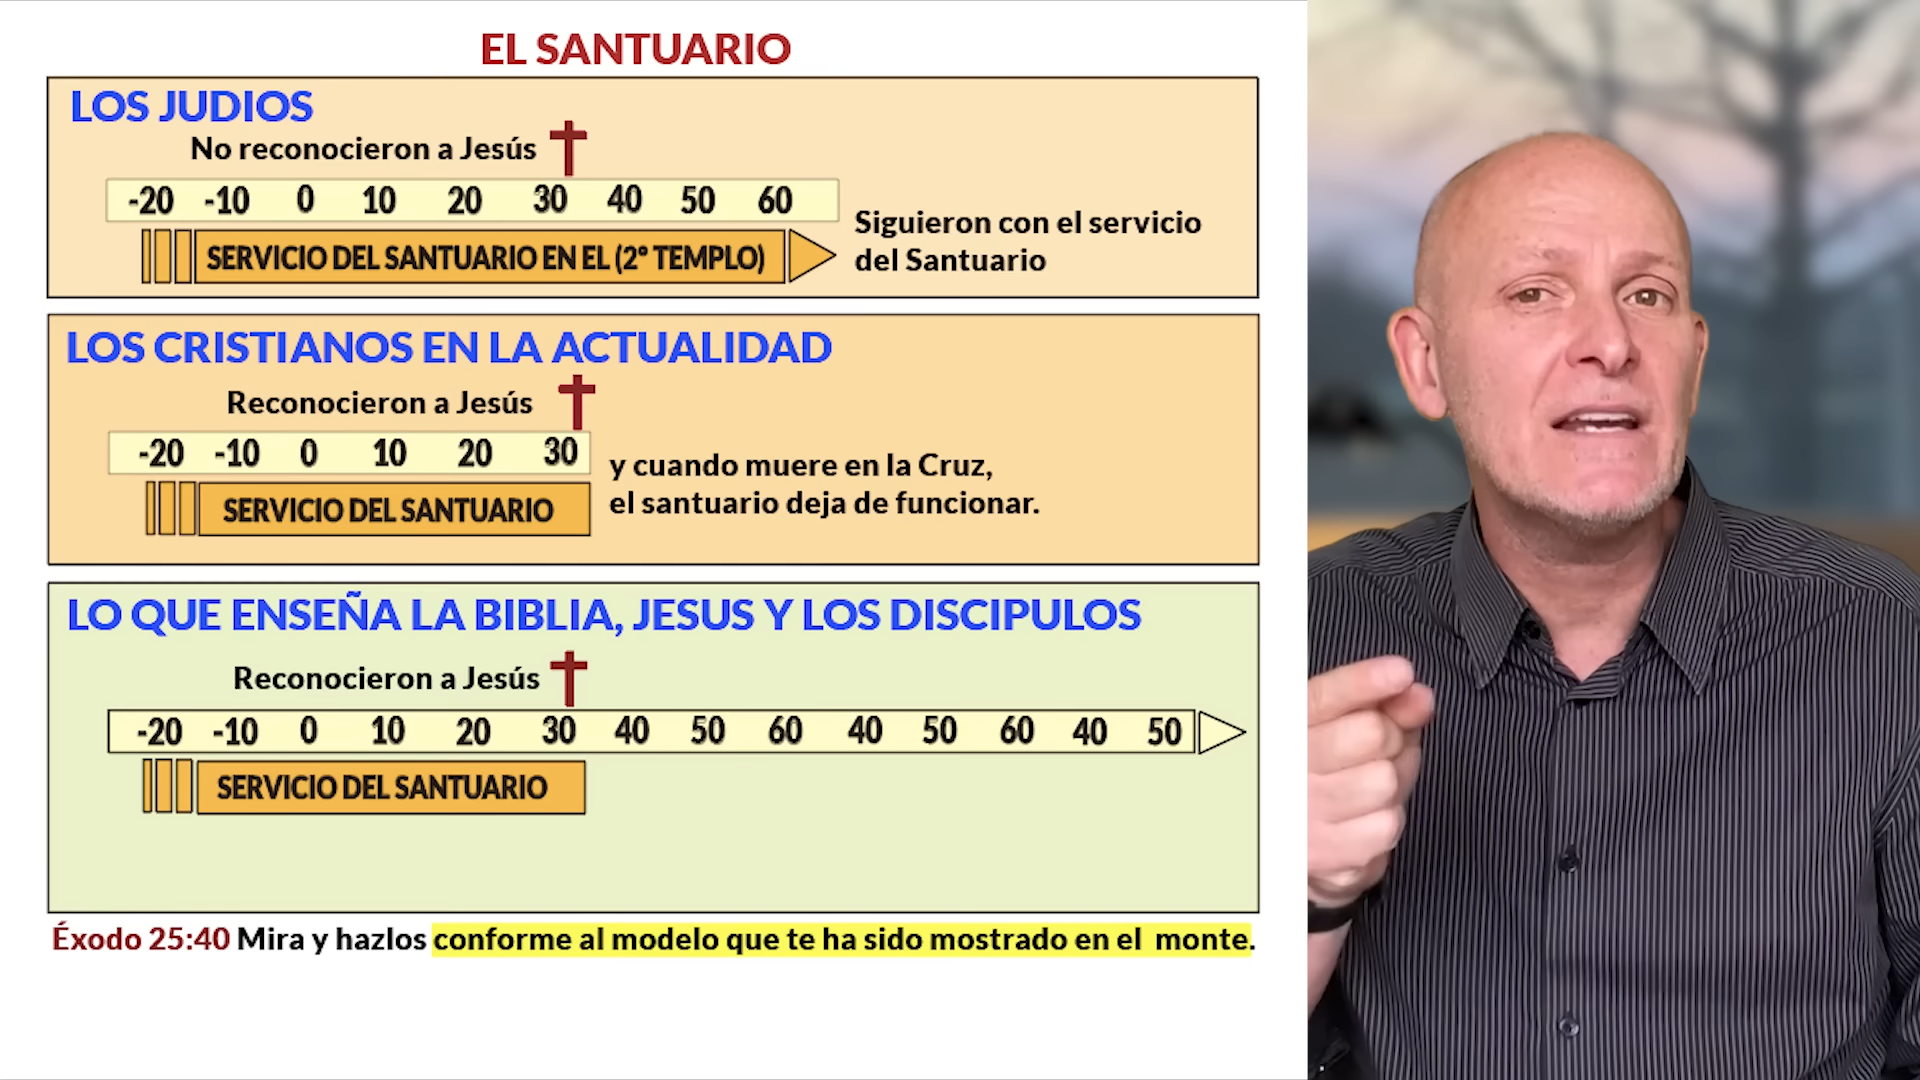 EL SANTUARIO
LOS JUDIOS
No reconocieron a Jesús
-20 -10 0 10 20 30 40 50 60
SERVICIO DEL SANTUARIO EN EL (2º TEMPLO)
Siguieron con el servicio
del Santuario
LOS CRISTIANOS EN LA ACTUALIDAD
Reconocieron a Jesús
-20 -10 0 10 20 30
SERVICIO DEL SANTUARIO
y cuando muere en la Cruz,
el santuario deja de funcionar.
LO QUE ENSEÑA LA BIBLIA, JESUS Y LOS DISCIPULOS
Reconocieron a Jesús
-20 -10 0 10 20 30 40 50 60 40 50 60 40 50
SERVICIO DEL SANTUARIO
Éxodo 25:40 Mira y hazlos conforme al modelo que te ha sido mostrado en el monte.